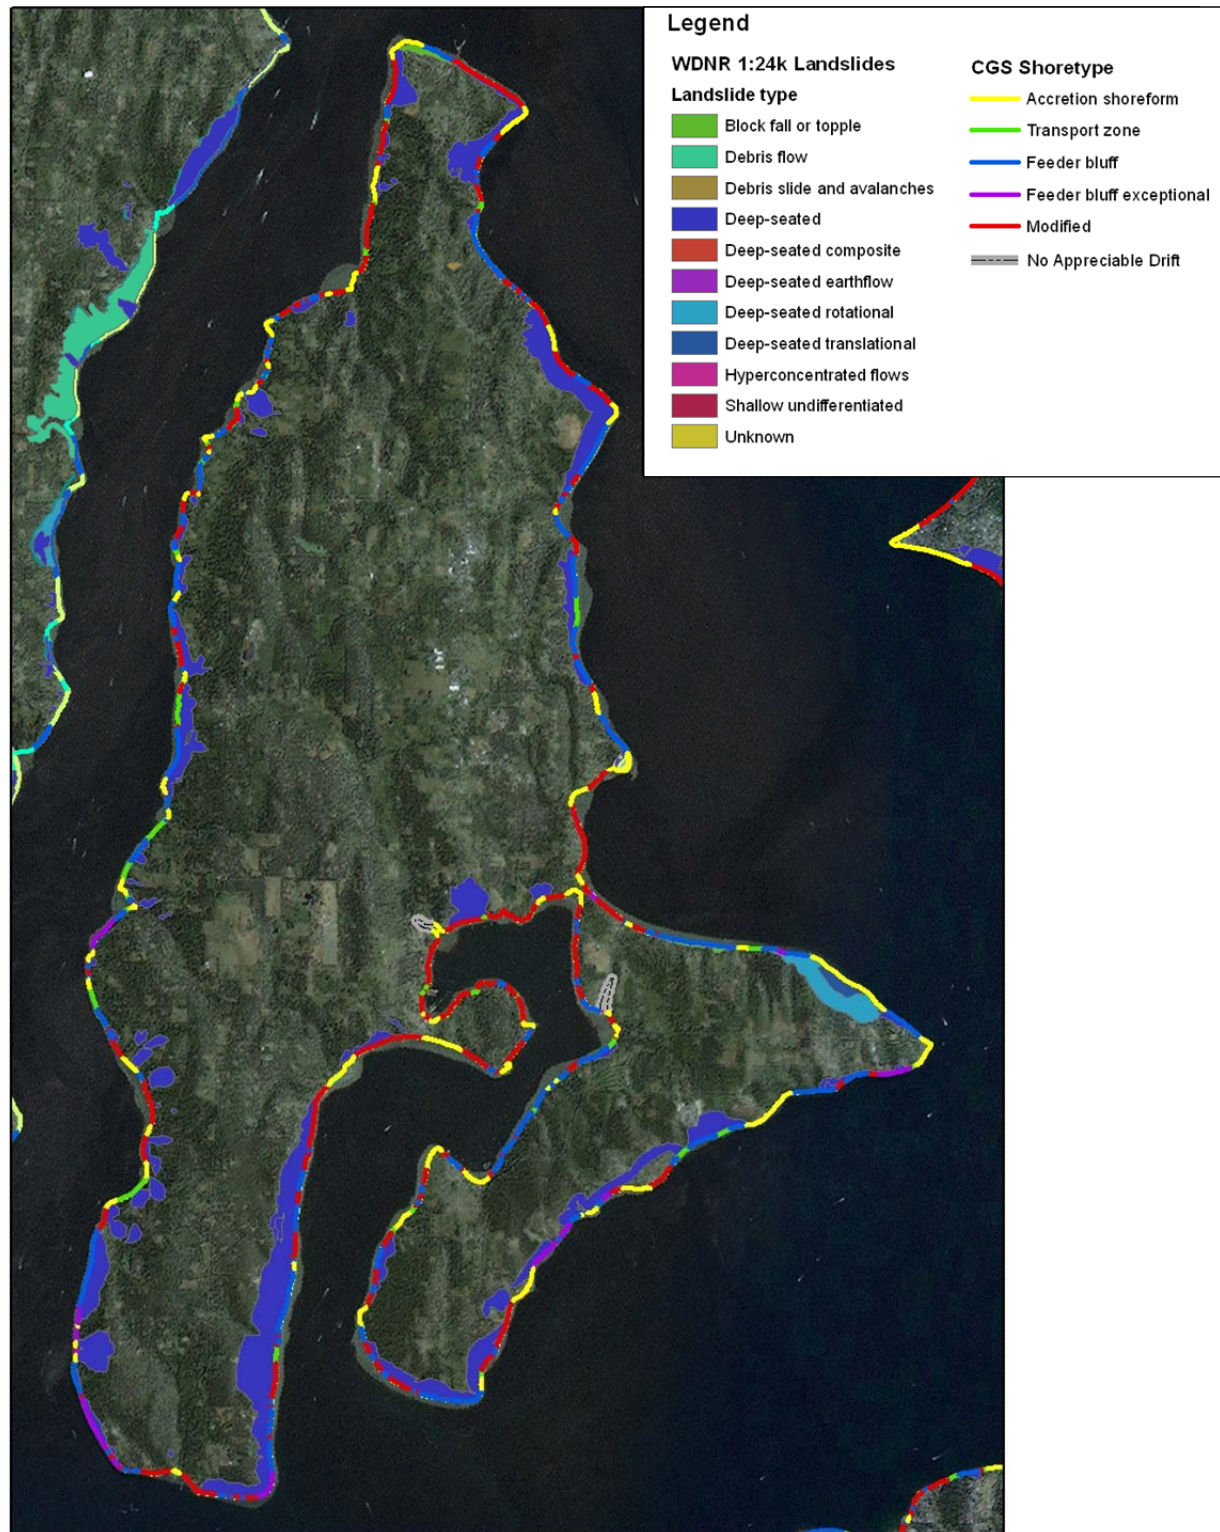 Legend
WDNR 1:24k Landslides
Landslide type
Block fall or topple
Debris flow
Debris slide and avalanches
Deep-seated
Deep-seated composite
Deep-seated earthflow
Deep-seated rotational
Deep-seated translational
Hyperconcentrated flows
Shallow undifferentiated
Unknown
CGS Shoretype
Accretion shoreform
Transport zone
Feeder bluff
Feeder bluff exceptional
Modified
No Appreciable Drift